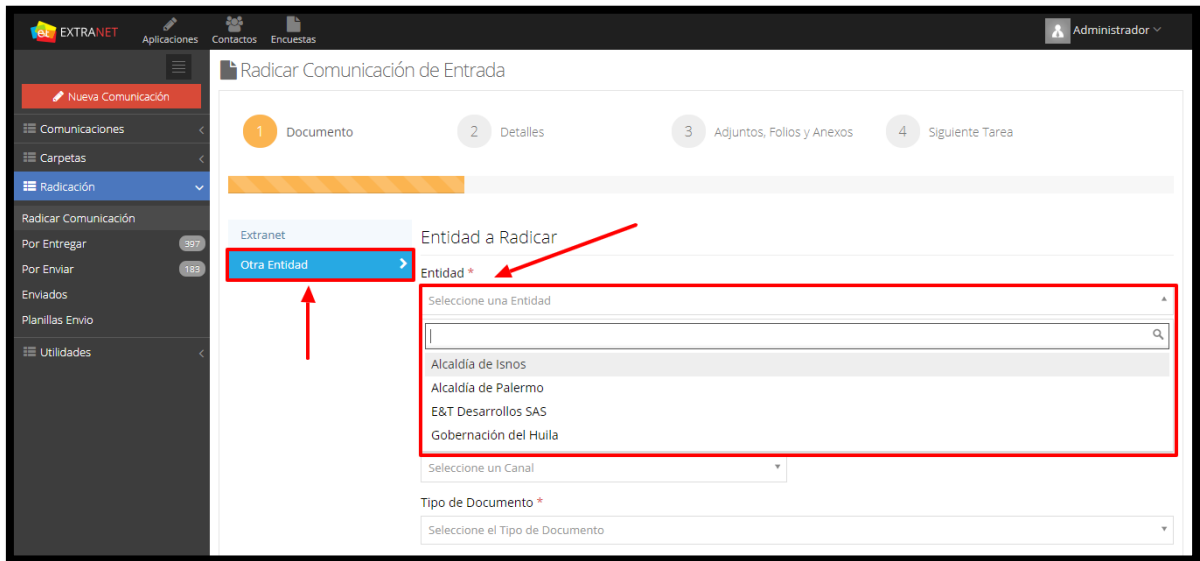 EXTRANET
Aplicaciones
Contactos
Encuestas
Administrador
Nueva Comunicación
Comunicaciones
Carpetas
Radicación
Radicar Comunicación
Por Entregar 397
Por Enviar 183
Enviados
Planillas Envio
Utilidades
Radicar Comunicación de Entrada
1 Documento
2 Detalles
3 Adjuntos, Folios y Anexos
4 Siguiente Tarea
Extranet
Otra Entidad
Entidad a Radicar
Entidad *
Seleccione una Entidad
Alcaldía de Isnos
Alcaldía de Palermo
E&T Desarrollos SAS
Gobernación del Huila
Seleccione un Canal
Tipo de Documento *
Seleccione el Tipo de Documento